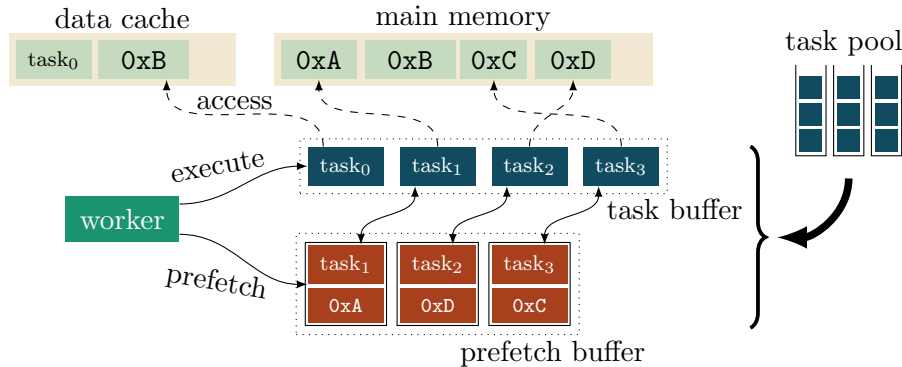 data cache
main memory
task pool
task₀
0xB
0xA
0xB
0xC
0xD
access
execute
task₀
task₁
task₂
task₃
task buffer
worker
prefetch
task₁
task₂
task₃
0xA
0xD
0xC
prefetch buffer